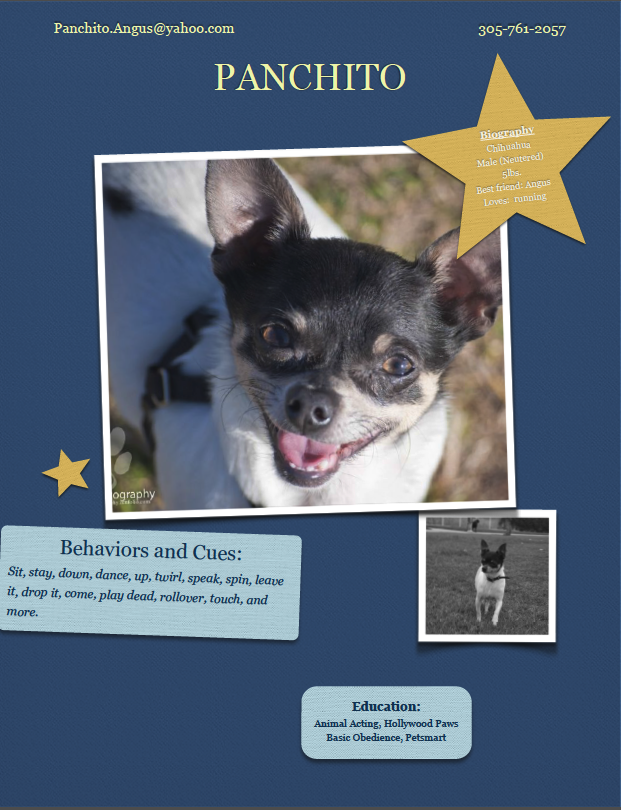 Panchito.Angus@yahoo.com
305-761-2057
PANCHITO
Biography
Chihuahua
Male (Neutered)
5lbs.
Best friend: Angus
Loves: running
ography
Behaviors and Cues:
Sit, stay, down, dance, up, twirl, speak, spin, leave
it, drop it, come, play dead, rollover, touch, and
more.
Education:
Animal Acting, Hollywood Paws
Basic Obedience, Petsmart